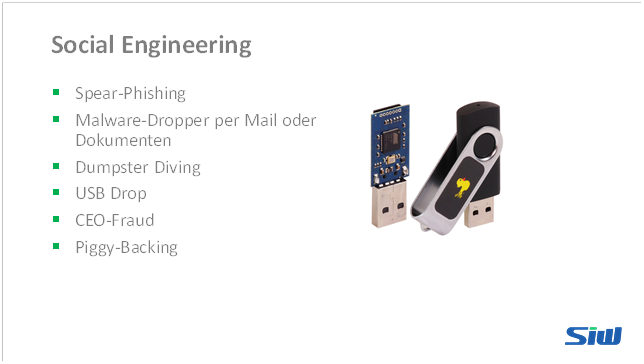 Social Engineering
Spear-Phishing
Malware-Dropper per Mail oder
Dokumenten
Dumpster Diving
USB Drop
CEO-Fraud
Piggy-Backing
SiW